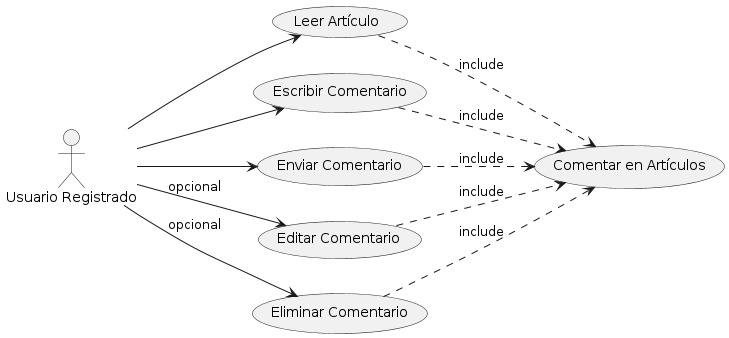 Leer Artículo
include
Escribir Comentario
include
Enviar Comentario
include
Comentar en Artículos
Usuario Registrado
opcional
include
Editar Comentario
opcional
include
Eliminar Comentario